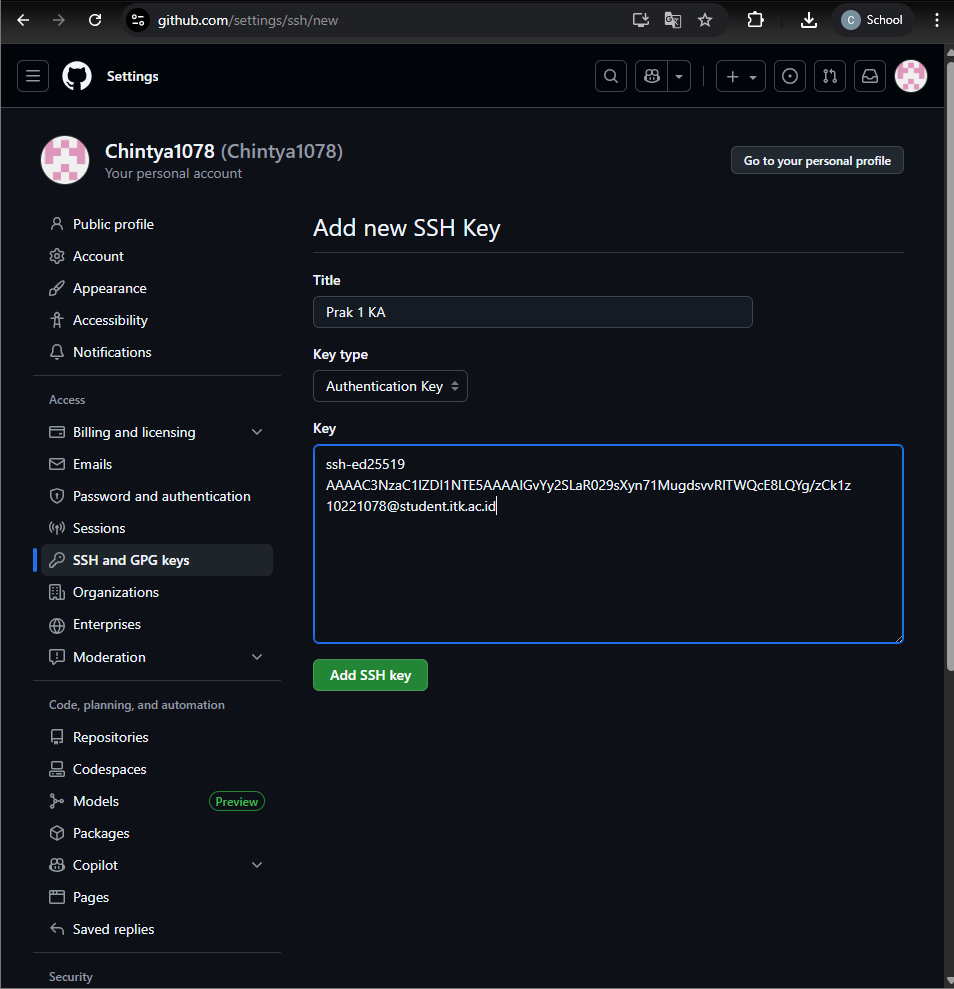 github.com/settings/ssh/new
C School
Settings
Chintya1078 (Chintya1078)
Your personal account
Go to your personal profile
Public profile
Account
Appearance
Accessibility
Notifications
Access
Billing and licensing
Emails
Password and authentication
Sessions
SSH and GPG keys
Organizations
Enterprises
Moderation
Code, planning, and automation
Repositories
Codespaces
Models Preview
Packages
Copilot
Pages
Saved replies
Security
Add new SSH Key
Title
Prak 1 KA
Key type
Authentication Key
Key
ssh-ed25519
AAAAC3NzaC1lZDI1NTE5AAAAIGvYy2SLaR029sXyn71MugdsvvRlTWQcE8LQYg/zCk1z
10221078@student.itk.ac.id
Add SSH key